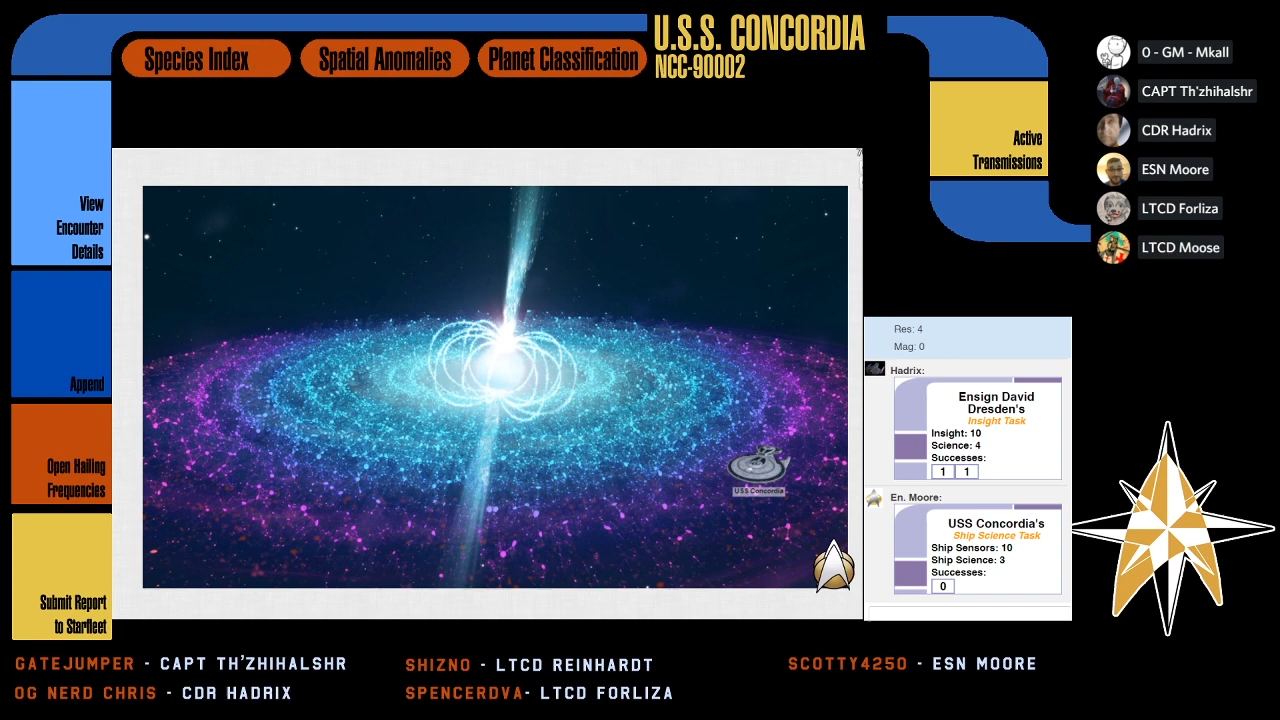 Species Index
Spatial Anomalies
Planet Classification
U.S.S. CONCORDIA
NCC-90002
Active
Transmissions
0 - GM - Mkall
CAPT Th'zhihalshr
CDR Hadrix
ESN Moore
LTCD Forliza
LTCD Moose
View
Encounter
Details
Append
Open Hailing
Frequencies
Submit Report
to Starfleet
USS Concordia
Res: 4
Mag: 0
Hadrix:
Ensign David
Dresden's
Insight Task
Insight: 10
Science: 4
Successes:
1 1
En. Moore:
USS Concordia's
Ship Science Task
Ship Sensors: 10
Ship Science: 3
Successes:
0
GATEJUMPER - CAPT TH'ZHIHALSHR
SHIZNO - LTCD REINHARDT
SCOTTY4250 - ESN MOORE
OG NERD CHRIS - CDR HADRIX
SPENCERDVA- LTCD FORLIZA